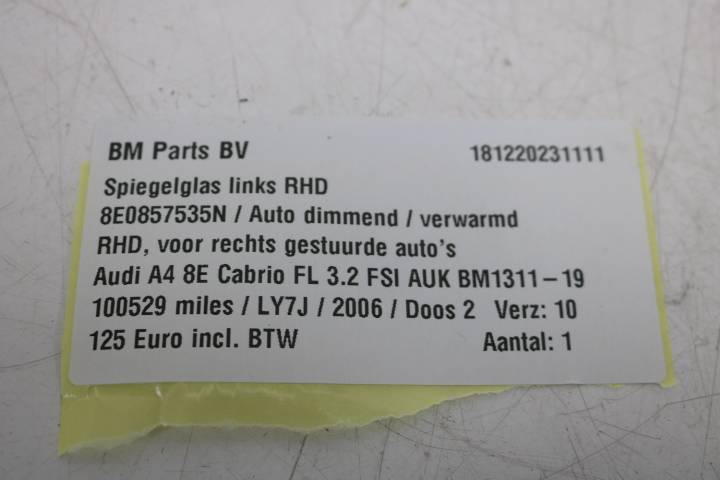 BM Parts BV 181220231111
Spiegelglas links RHD
8E0857535N / Auto dimmend / verwarmd
RHD, voor rechts gestuurde auto's
Audi A4 8E Cabrio FL 3.2 FSI AUK BM1311-19
100529 miles / LY7J / 2006 / Doos 2 Verz: 10
125 Euro incl. BTW Aantal: 1